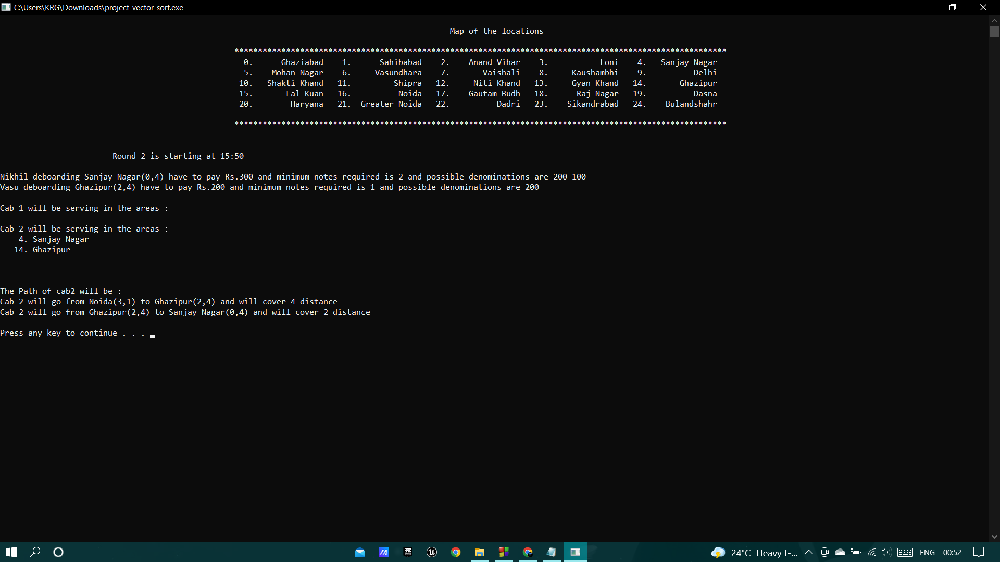 C:\Users\KRG\Downloads\project_vector_sort.exe
Map of the locations
*********************************************************************************************************
0. Ghaziabad 1. Sahibabad 2. Anand Vihar 3. Loni 4. Sanjay Nagar
5. Mohan Nagar 6. Vasundhara 7. Vaishali 8. Kaushambhi 9. Delhi
10. Shakti Khand 11. Shipra 12. Niti Khand 13. Gyan Khand 14. Ghazipur
15. Lal Kuan 16. Noida 17. Gautam Budh 18. Raj Nagar 19. Dasna
20. Haryana 21. Greater Noida 22. Dadri 23. Sikandrabad 24. Bulandshahr
*********************************************************************************************************
Round 2 is starting at 15:50
Nikhil deboarding Sanjay Nagar(0,4) have to pay Rs.300 and minimum notes required is 2 and possible denominations are 200 100
Vasu deboarding Ghazipur(2,4) have to pay Rs.200 and minimum notes required is 1 and possible denominations are 200
Cab 1 will be serving in the areas :
Cab 2 will be serving in the areas :
4. Sanjay Nagar
14. Ghazipur
The Path of cab2 will be :
Cab 2 will go from Noida(3,1) to Ghazipur(2,4) and will cover 4 distance
Cab 2 will go from Ghazipur(2,4) to Sanjay Nagar(0,4) and will cover 2 distance
Press any key to continue . . .
EPIC GAMES
24°C Heavy t-... ENG 00:52